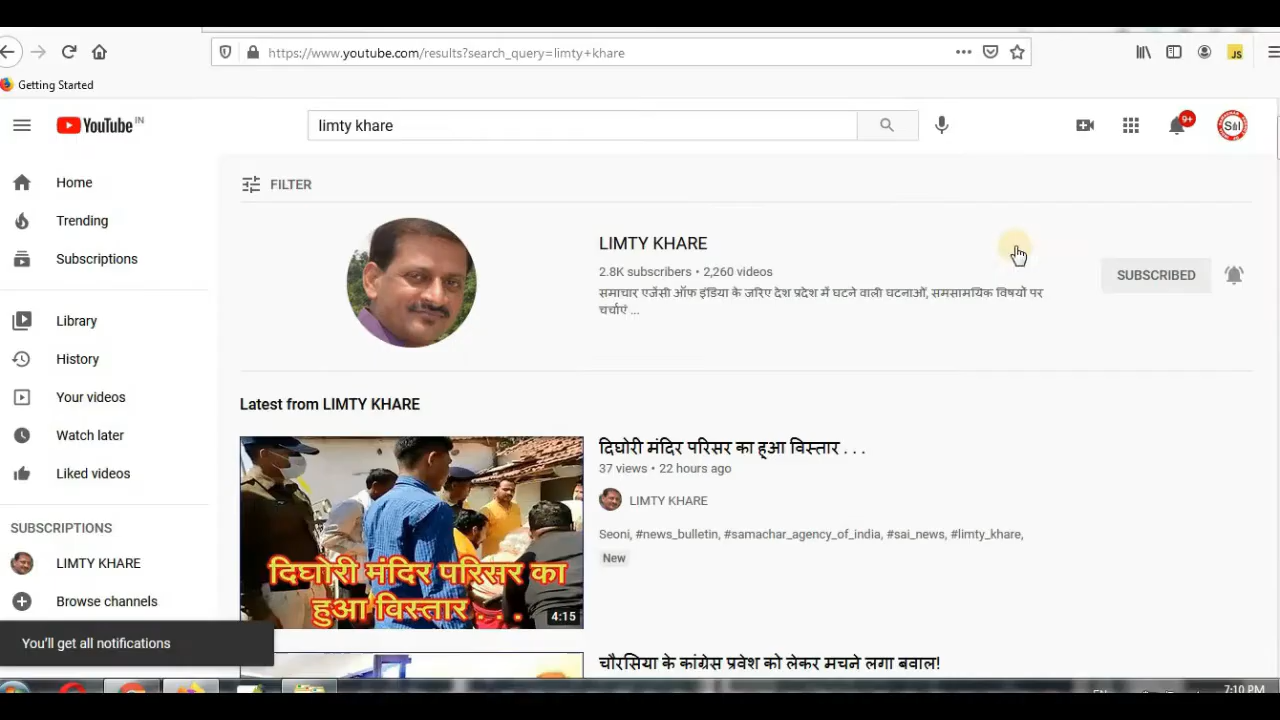 https://www.youtube.com/results?search_query=limty+khare
JS
Getting Started
YouTube IN
limty khare
9+
SaI
Home
FILTER
Trending
LIMTY KHARE
Subscriptions
2.8K subscribers • 2,260 videos
SUBSCRIBED
समाचार एजेंसी ऑफ इंडिया के जरिए देश प्रदेश में घटने वाली घटनाओं, समसामयिक विषयों पर
चर्चाएं ...
Library
History
Your videos
Latest from LIMTY KHARE
Watch later
दिघोरी मंदिर परिसर का हुआ विस्तार . . .
37 views • 22 hours ago
Liked videos
LIMTY KHARE
SUBSCRIPTIONS
Seoni, #news_bulletin, #samachar_agency_of_india, #sai_news, #limty_khare,
New
LIMTY KHARE
दिघोरी मंदिर परिसर का
हुआ विस्तार . . .
4:15
Browse channels
You'll get all notifications
चौरसिया के कांग्रेस प्रवेश को लेकर मचने लगा बवाल!
7:10 PM